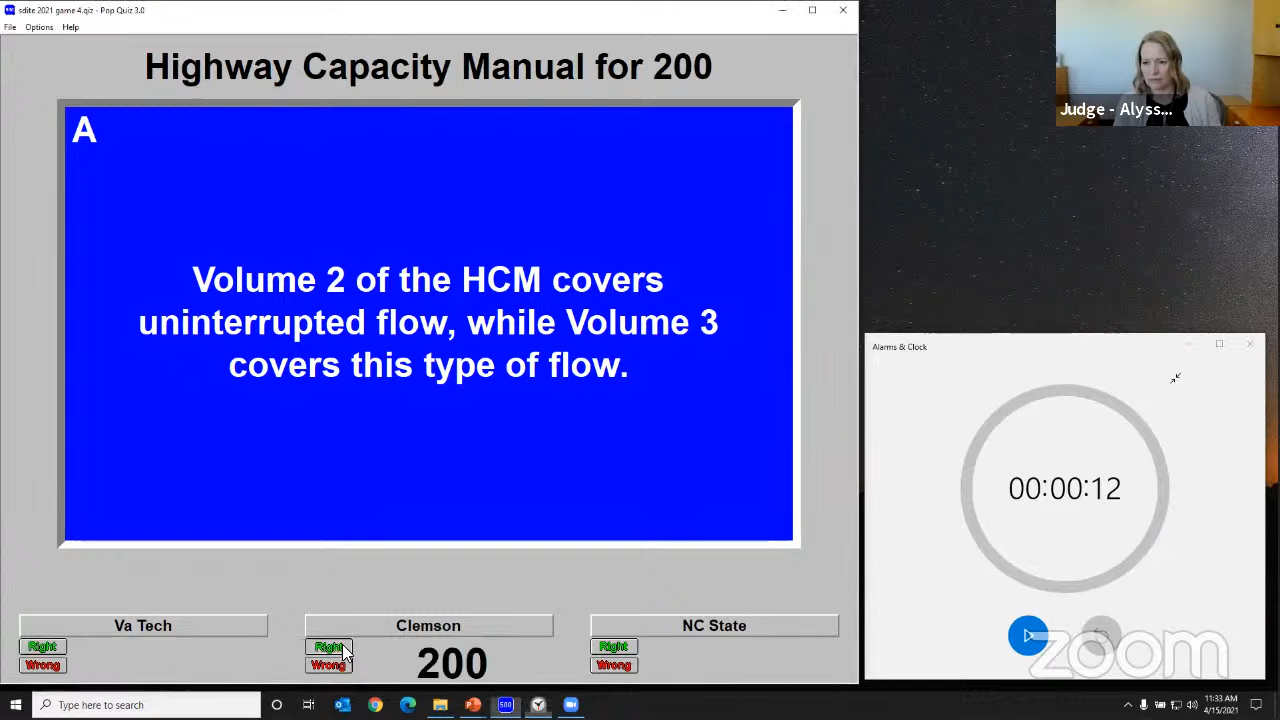 sdite 2021 game 4.qiz - Pop Quiz 3.0
File Options Help
Highway Capacity Manual for 200
A
Volume 2 of the HCM covers
uninterrupted flow, while Volume 3
covers this type of flow.
Va Tech
Right
Wrong
Clemson
Right
Wrong
200
NC State
Right
Wrong
Judge - Alyss...
Alarms & Clock
00:00:12
zoom
Type here to search
500
11:33 AM
4/15/2021